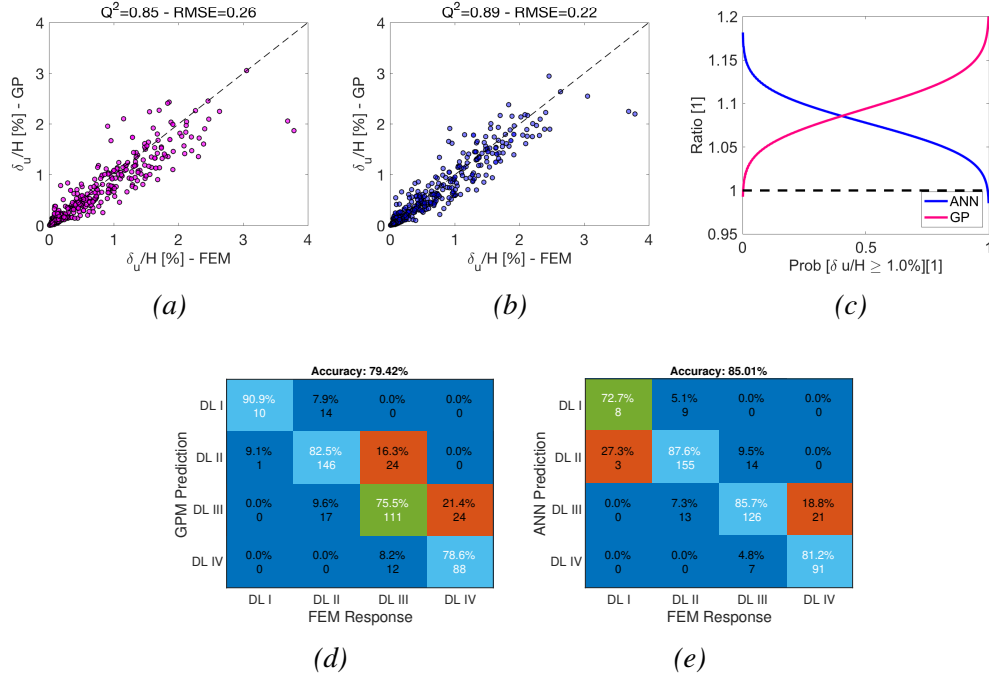 Q²=0.85 - RMSE=0.26
δ_u/H [%] - GP
4
3
2
1
0
0 1 2 3 4
δ_u/H [%] - FEM
(a)
Q²=0.89 - RMSE=0.22
δ_u/H [%] - GP
4
3
2
1
0
0 1 2 3 4
δ_u/H [%] - FEM
(b)
Ratio [1]
1.2
1.15
1.1
1.05
1
0.95
ANN
GP
0 0.5 1
Prob [δ u/H ≥ 1.0%][1]
(c)
Accuracy: 79.42%
GPM Prediction
DL I
90.9% 7.9% 0.0% 0.0%
10 14 0 0
DL II
9.1% 82.5% 16.3% 0.0%
1 146 24 0
DL III
0.0% 9.6% 75.5% 21.4%
0 17 111 24
DL IV
0.0% 0.0% 8.2% 78.6%
0 0 12 88
DL I DL II DL III DL IV
FEM Response
(d)
Accuracy: 85.01%
ANN Prediction
DL I
72.7% 5.1% 0.0% 0.0%
8 9 0 0
DL II
27.3% 87.6% 9.5% 0.0%
3 155 14 0
DL III
0.0% 7.3% 85.7% 18.8%
0 13 126 21
DL IV
0.0% 0.0% 4.8% 81.2%
0 0 7 91
DL I DL II DL III DL IV
FEM Response
(e)